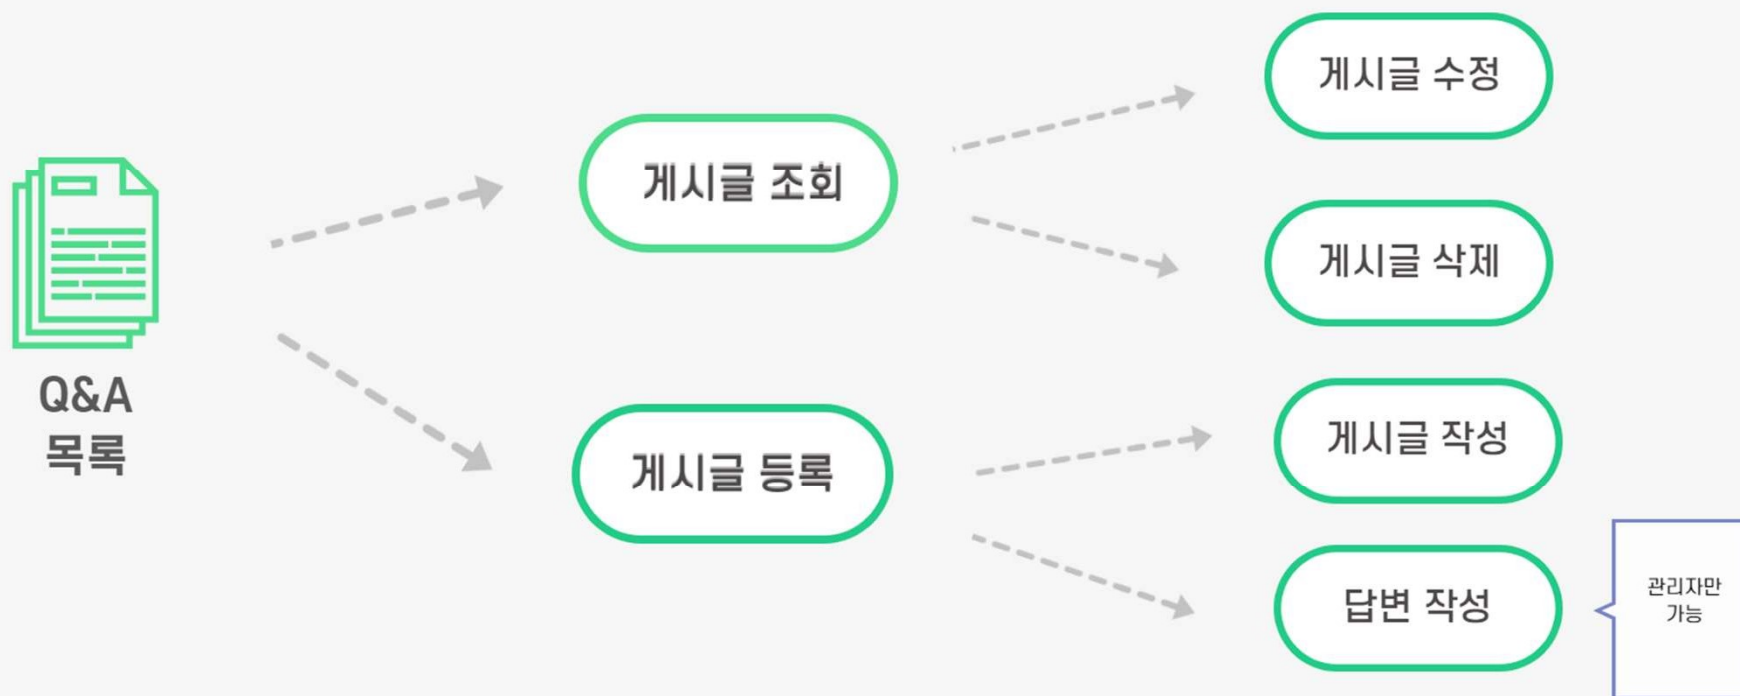 Q&A
목록
게시글 조회
게시글 등록
게시글 수정
게시글 삭제
게시글 작성
답변 작성
관리자만
가능